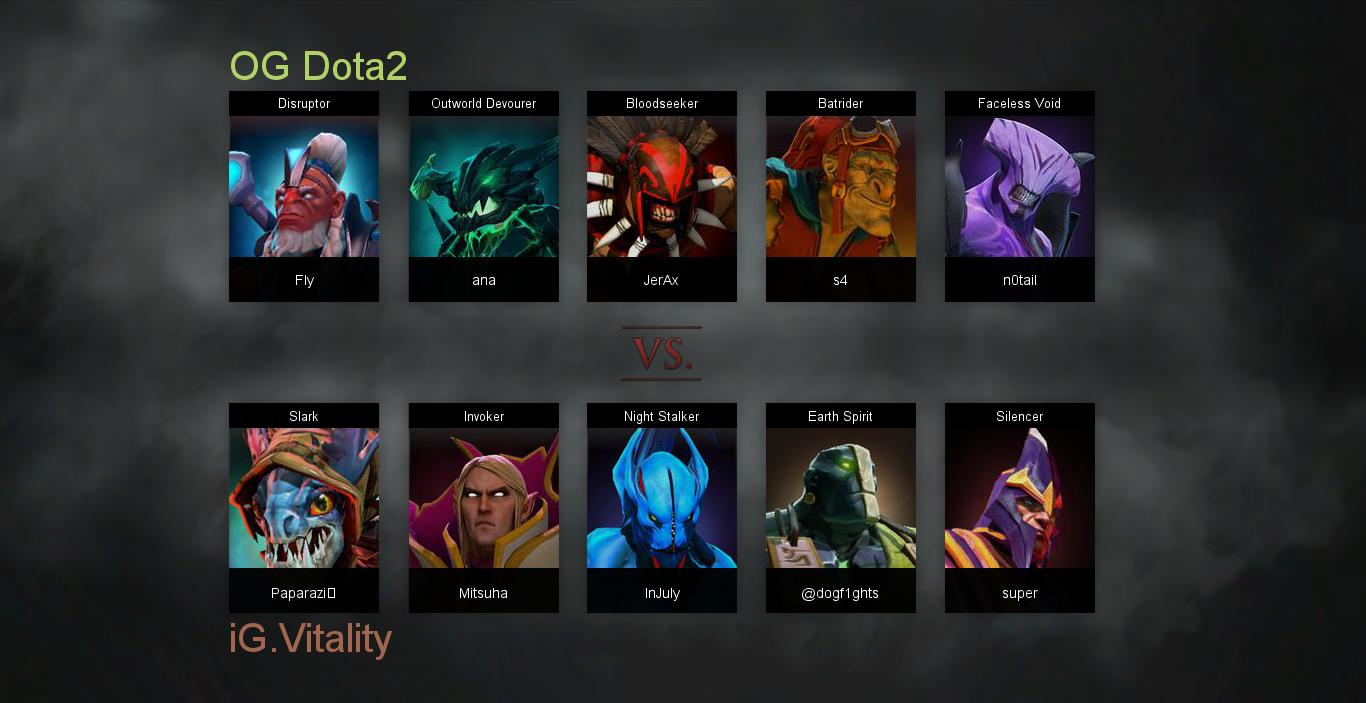 OG Dota2
Disruptor Outworld Devourer Bloodseeker Batrider Faceless Void
Fly ana JerAx s4 n0tail
VS.
Slark Invoker Night Stalker Earth Spirit Silencer
Paparazi Mitsuha InJuly @dogf1ghts super
iG.Vitality